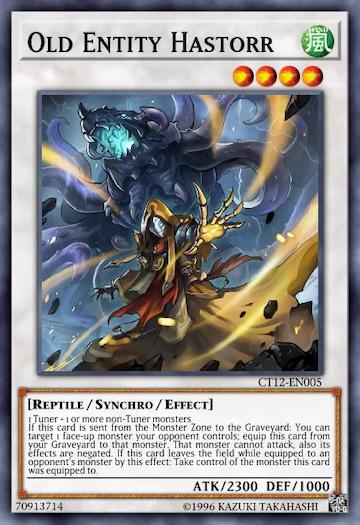 OLD ENTITY HASTORR
風
CT12-EN005
[REPTILE / SYNCHRO / EFFECT]
1 Tuner + 1 or more non-Tuner monsters
If this card is sent from the Monster Zone to the Graveyard: You can
target 1 face-up monster your opponent controls; equip this card from
your Graveyard to that monster. That monster cannot attack, also its
effects are negated. If this card leaves the field while equipped to an
opponent's monster by this effect: Take control of the monster this card
was equipped to.
ATK/2300 DEF/1000
70913714
©1996 KAZUKI TAKAHASHI